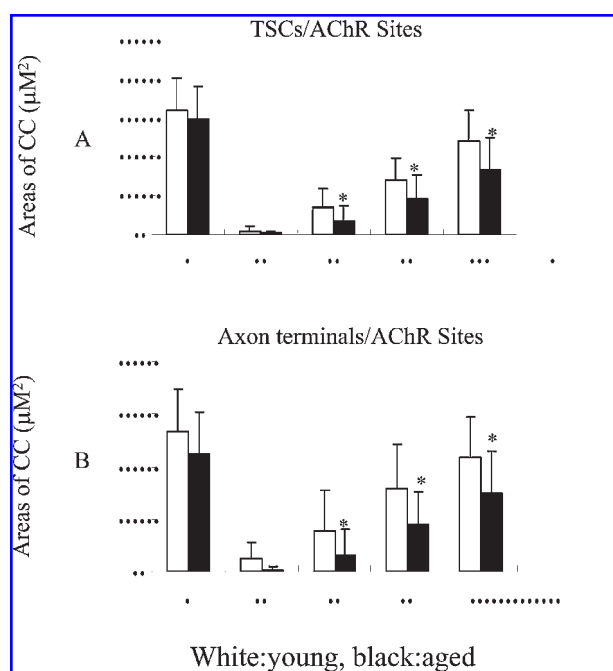 TSCs/AChR Sites
A
Areas of CC (μM²)
* * *
Axon terminals/AChR Sites
B
Areas of CC (μM²)
* * *
White:young, black:aged